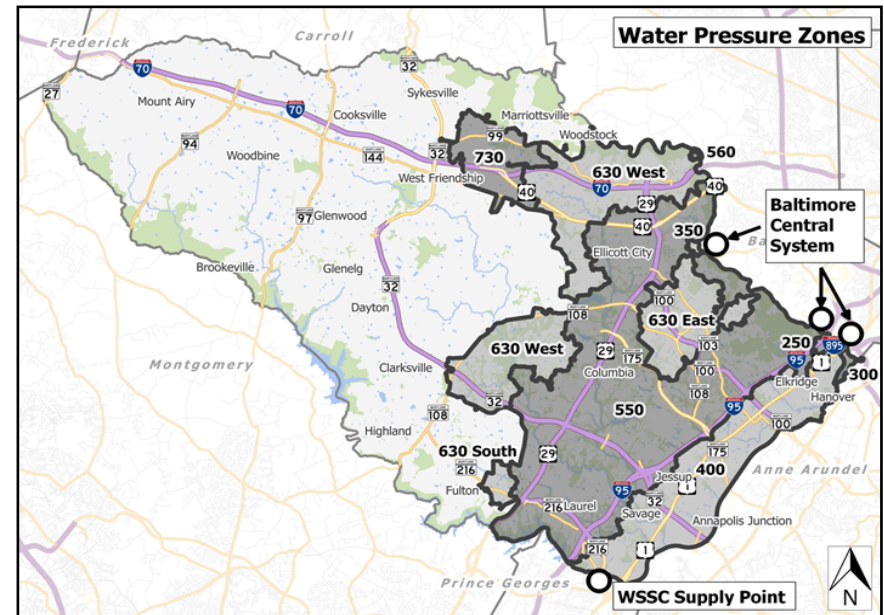 Water Pressure Zones
Frederick
Carroll
70
32
27
Mount Airy
Sykesville
70
Cooksville
Marriottsville
99
Woodstock
94
Woodbine
144
32
730
560
West Friendship
630 West
70
40
40
29
97
Glenwood
40
350
Baltimore
Central
System
Ba
Ellicott City
Brookeville
Glenelg
32
100
Dayton
108
630 East
630 West
29
175
103
250
95
895
1
300
Montgomery
Clarksville
Columbia
100
Elkridge
Hanover
32
108
108
550
95
100
Highland
630 South
29
175
216
400
Anne Arundel
Fulton
Jessup
1
95
32
216
Laurel
Savage
Annapolis Junction
216
1
Prince Georges
WSSC Supply Point
N